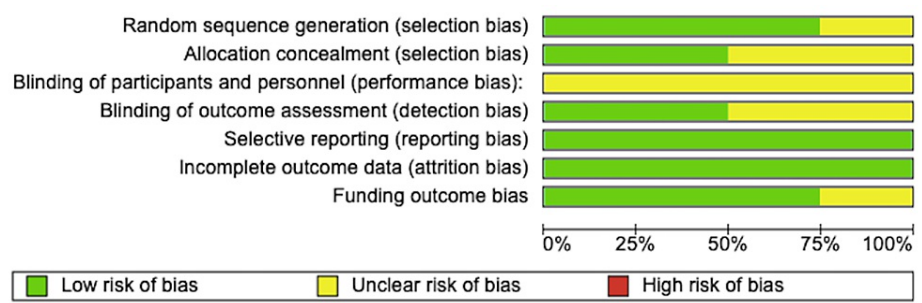 Random sequence generation (selection bias)
Allocation concealment (selection bias)
Blinding of participants and personnel (performance bias):
Blinding of outcome assessment (detection bias)
Selective reporting (reporting bias)
Incomplete outcome data (attrition bias)
Funding outcome bias
0% 25% 50% 75% 100%
Low risk of bias Unclear risk of bias High risk of bias